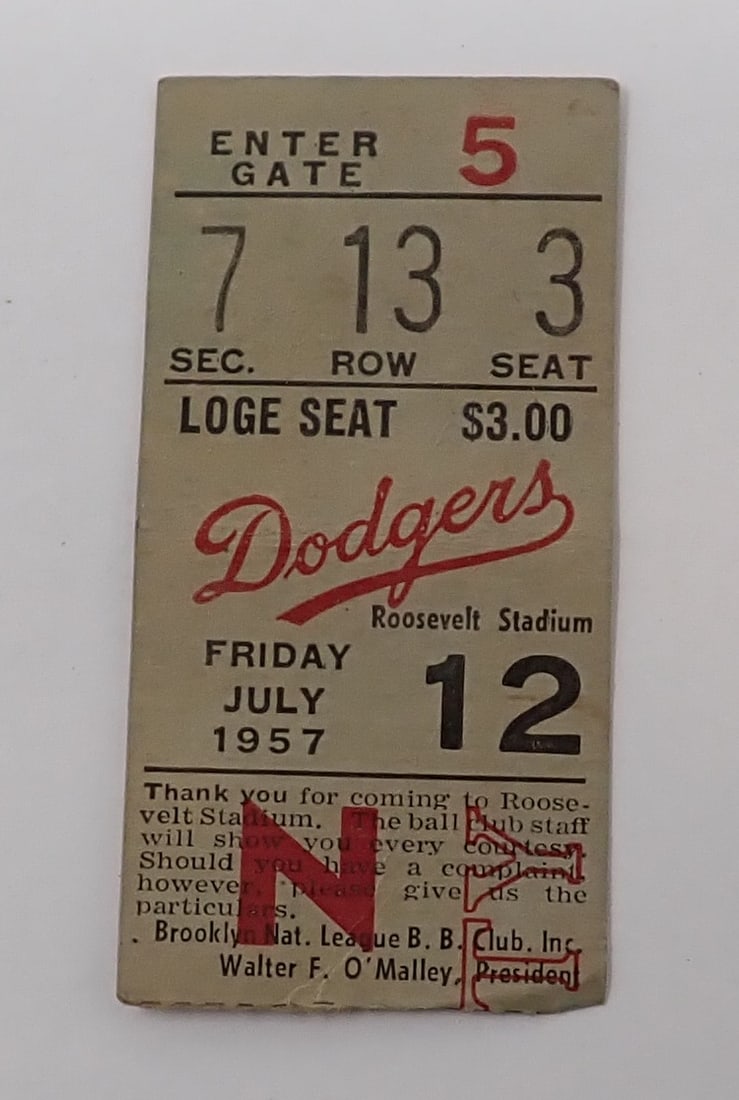 ENTER GATE 5
7 13 3
SEC. ROW SEAT
LOGE SEAT $3.00
Dodgers
Roosevelt Stadium
FRIDAY
JULY 12
1957
Thank you for coming to Roose-
velt Stadium. The ball club staff
will show you every courtesy.
Should you have a complaint,
however, please give us the
particulars.
Brooklyn Nat. League B. B. Club. Inc.
Walter F. O'Malley, President
N